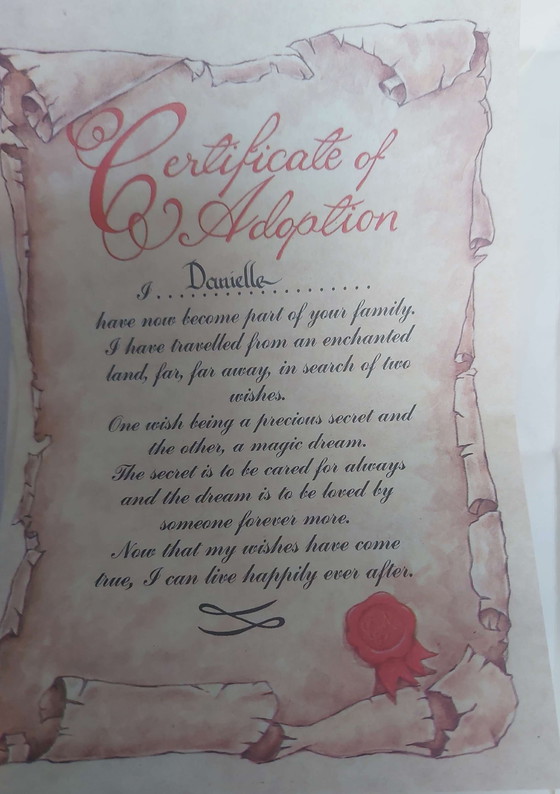 Certificate of
Adoption
I ... Danielle ...................
have now become part of your family.
I have travelled from an enchanted
land, far, far away, in search of two
wishes.
One wish being a precious secret and
the other, a magic dream.
The secret is to be cared for always
and the dream is to be loved by
someone forever more.
Now that my wishes have come
true, I can live happily ever after.